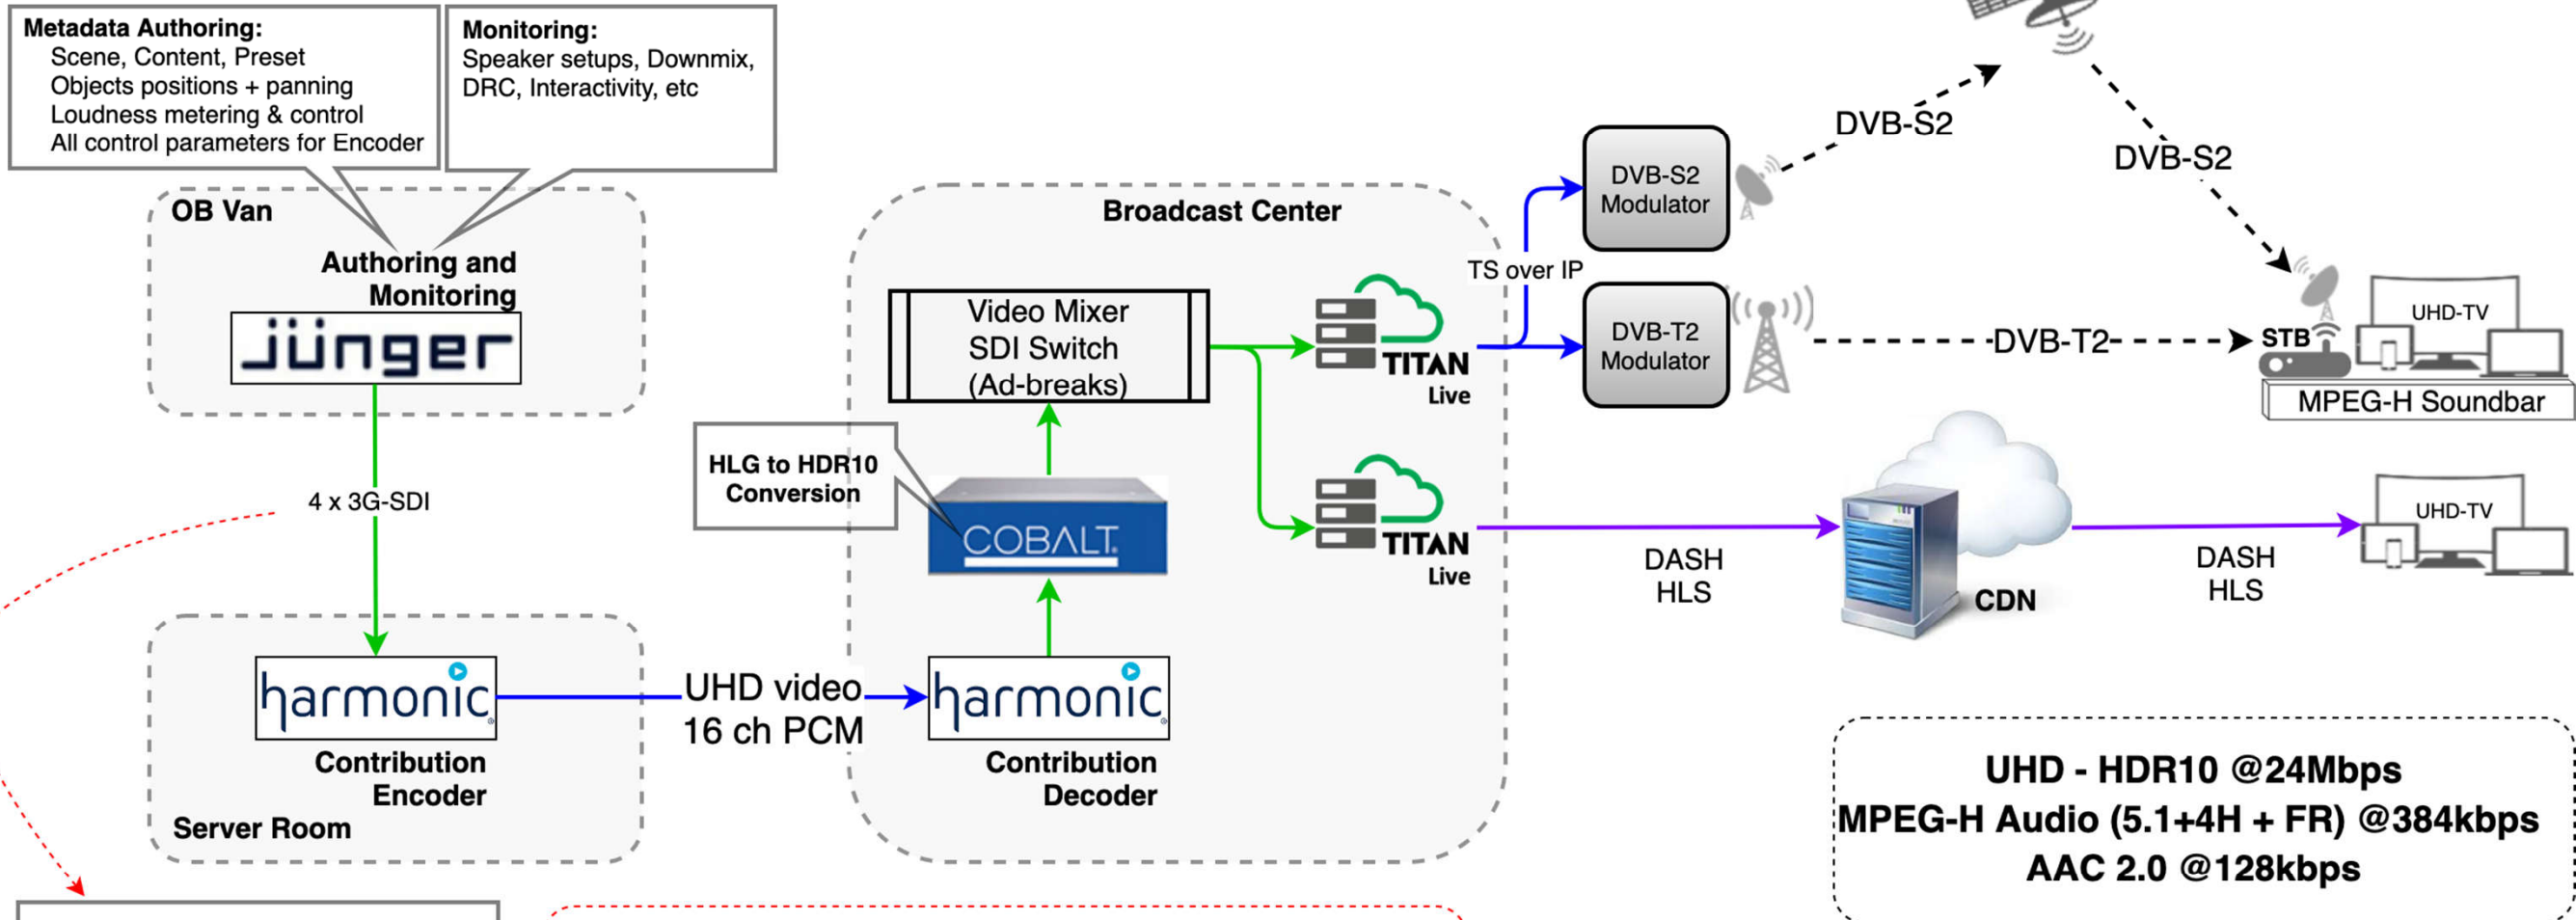 Metadata Authoring:
Scene, Content, Preset
Objects positions + panning
Loudness metering & control
All control parameters for Encoder
Monitoring:
Speaker setups, Downmix,
DRC, Interactivity, etc
OB Van
Authoring and
Monitoring
jünger
4 x 3G-SDI
harmonic
Contribution
Encoder
Server Room
UHD video
16 ch PCM
Broadcast Center
Video Mixer
SDI Switch
(Ad-breaks)
HLG to HDR10
Conversion
COBALT
harmonic
Contribution
Decoder
TITAN
Live
TITAN
Live
TS over IP
DVB-S2
Modulator
DVB-T2
Modulator
DVB-S2
DVB-S2
DVB-T2
STB
UHD-TV
MPEG-H Soundbar
DASH
HLS
CDN
DASH
HLS
UHD-TV
UHD - HDR10 @24Mbps
MPEG-H Audio (5.1+4H + FR) @384kbps
AAC 2.0 @128kbps